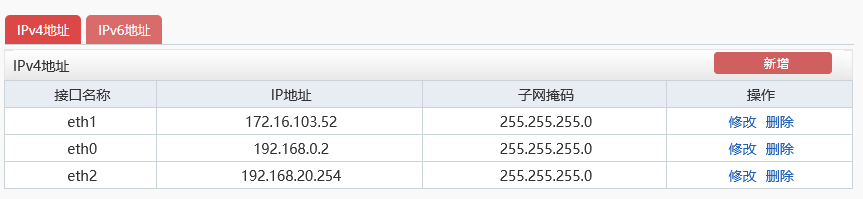 IPv4地址 IPv6地址
IPv4地址 新增
接口名称 IP地址 子网掩码 操作
eth1 172.16.103.52 255.255.255.0 修改 删除
eth0 192.168.0.2 255.255.255.0 修改 删除
eth2 192.168.20.254 255.255.255.0 修改 删除